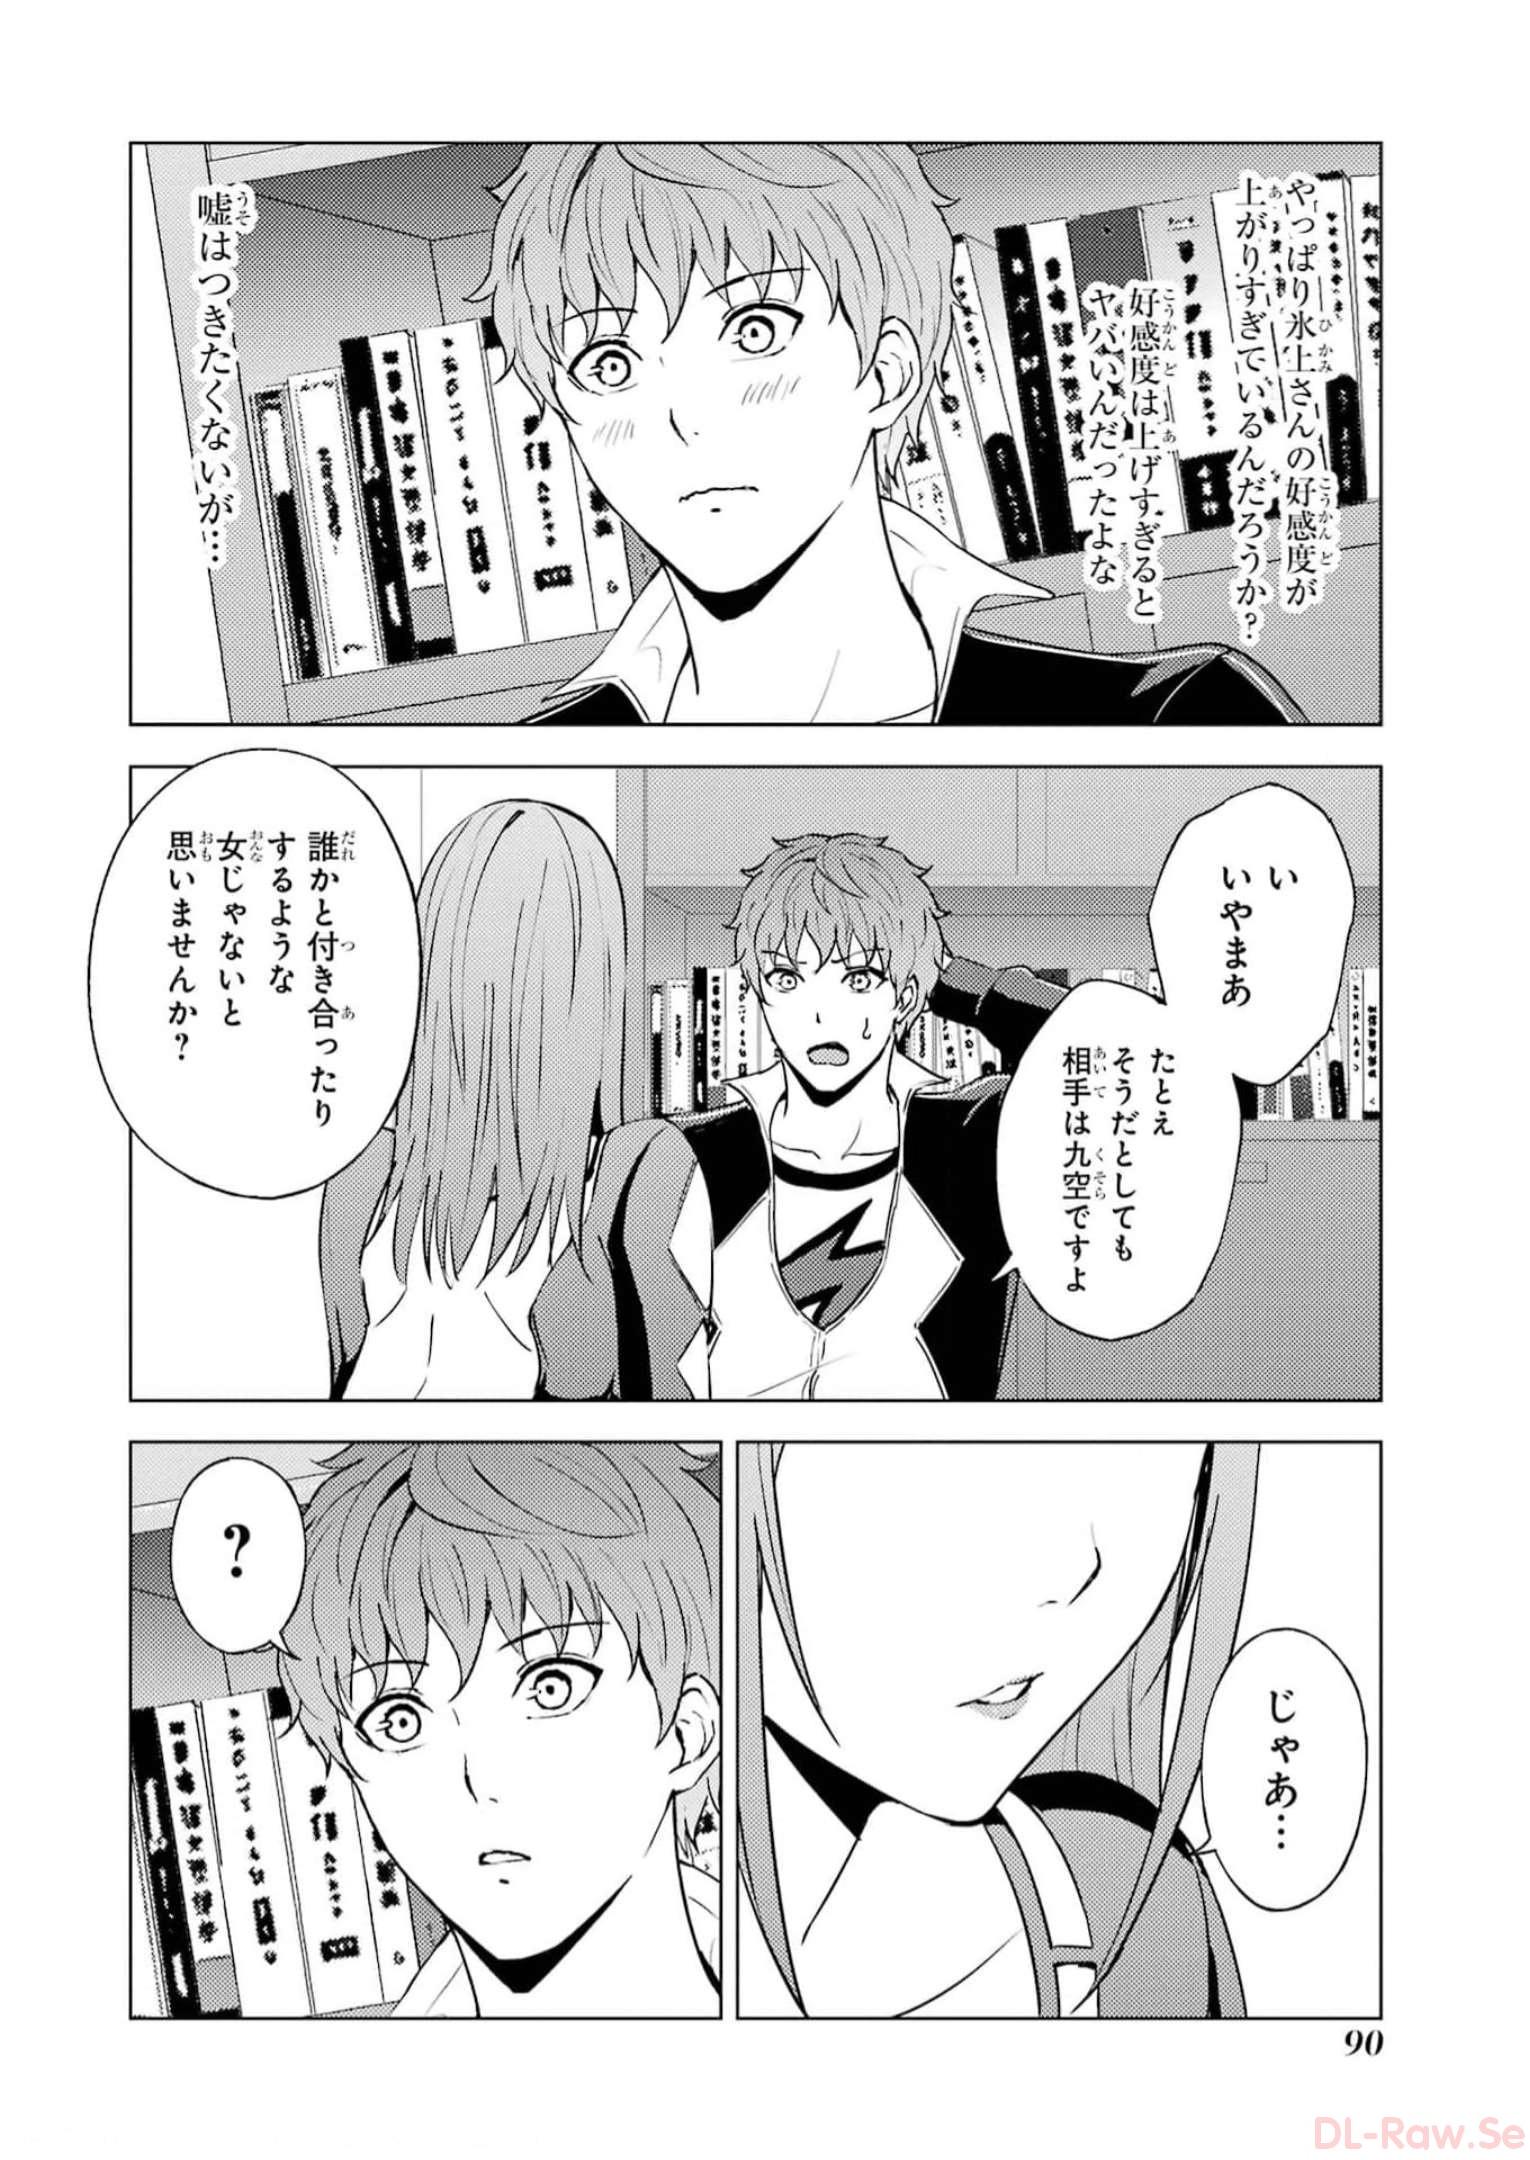 やっぱり氷上さんの好感度が
上がりすぎているんだろうか?
好感度は上げすぎると
ヤバいんだったよな
嘘はつきたくないが…
い
いやまあ
たとえ
そうだとしても
相手は九空ですよ
誰かと付き合ったり
するような
女じゃないと
思いませんか?
じゃあ…
?
90
DL-Raw.Se